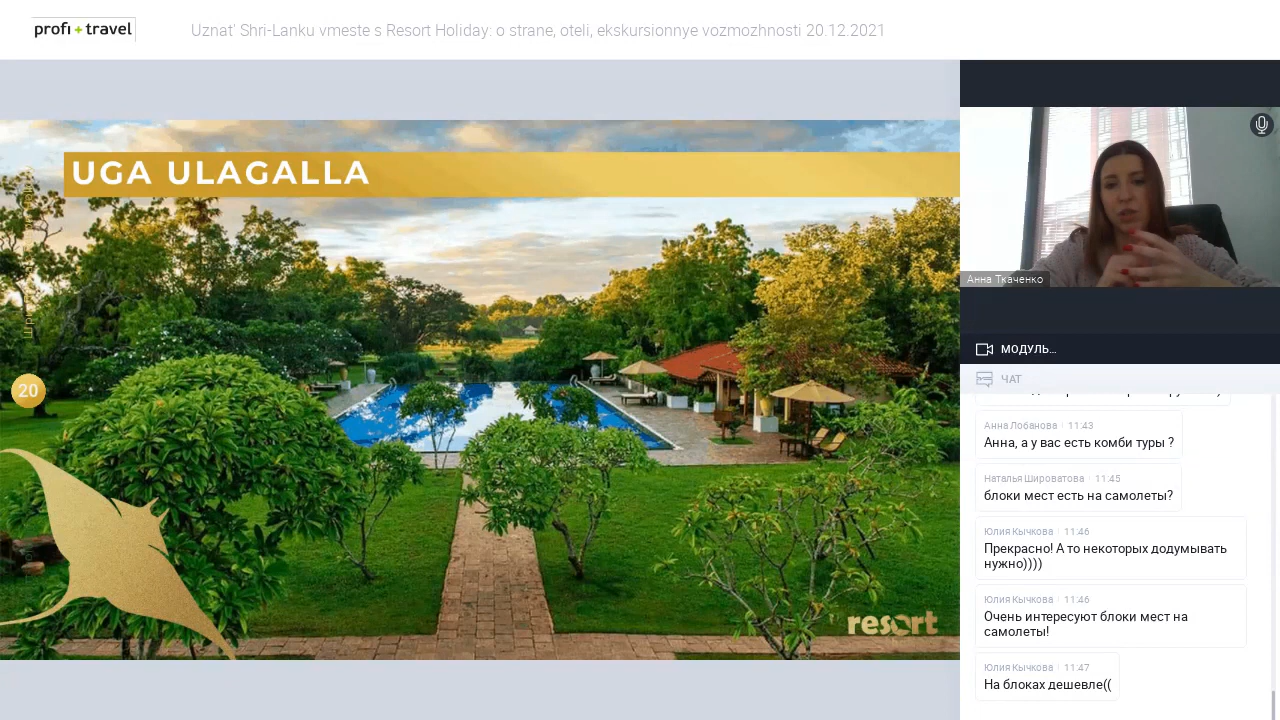 profi travel
Uznat' Shri-Lanku vmeste s Resort Holiday: o strane, oteli, ekskursionnye vozmozhnosti 20.12.2021
UGA ULAGALLA
20
resort
Анна Ткаченко
МОДУЛЬ...
ЧАТ
Анна Лобанова 11:43
Анна, а у вас есть комби туры ?
Наталья Широватова 11:45
блоки мест есть на самолеты?
Юлия Кычкова 11:46
Прекрасно! А то некоторых додумывать
нужно))))
Юлия Кычкова 11:46
Очень интересуют блоки мест на
самолеты!
Юлия Кычкова 11:47
На блоках дешевле((